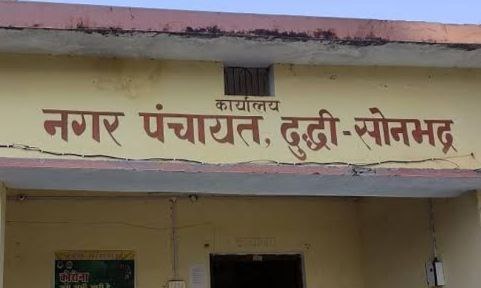 कार्यालय
नगर पंचायत, दुद्धी-सोनभद्र
कोरोना